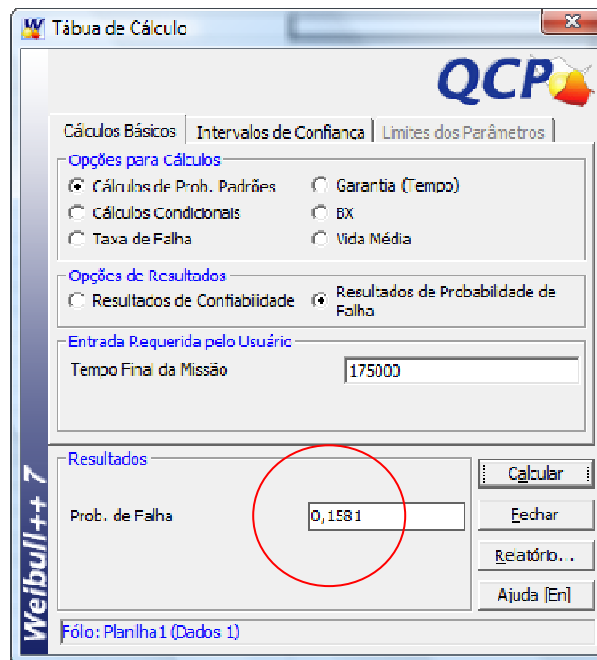 Tábua de Cálculo
QCP
Cálculos Básicos
Intervalos de Confiança
Limites dos Parâmetros
Opções para Cálculos
Cálculos de Prob. Padrões
Garantia (Tempo)
Cálculos Condicionais
BX
Taxa de Falha
Vida Média
Opções de Resultados
Resultados de Confiabilidade
Resultados de Probabilidade de
Falha
Entrada Requerida pelo Usuário
Tempo Final da Missão
175000
Resultados
Prob. de Falha
0,1581
Calcular
Fechar
Relatório...
Ajuda [En]
Weibull++ 7
Fólio: Planilha1 (Dados 1)